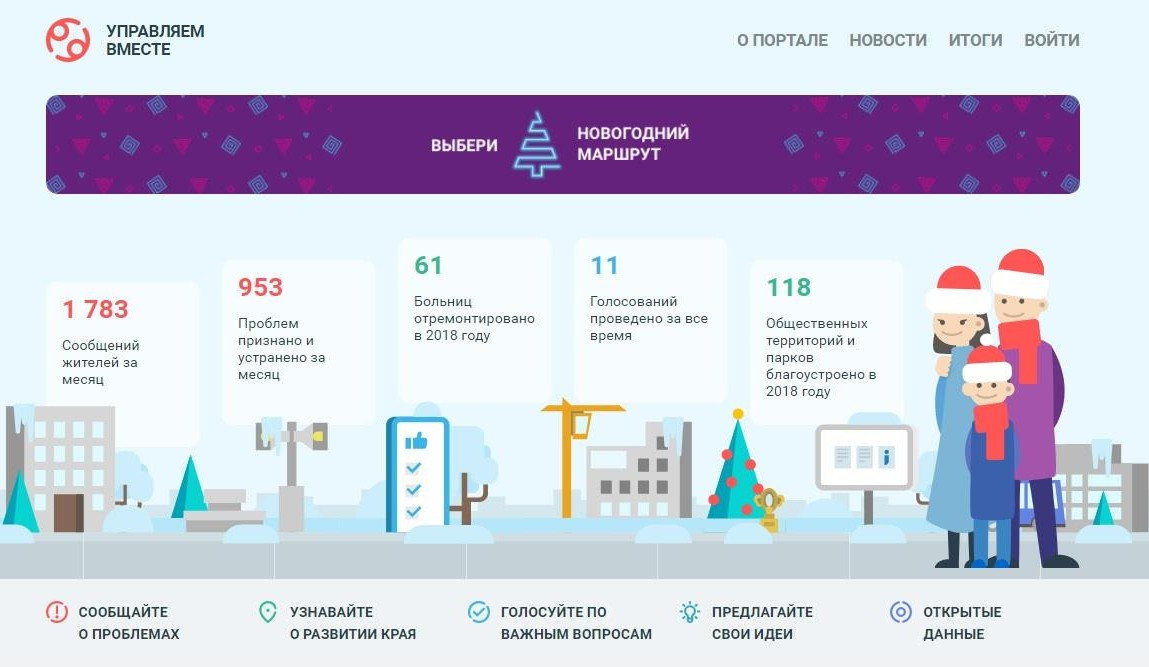 УПРАВЛЯЕМ
ВМЕСТЕ
О ПОРТАЛЕ НОВОСТИ ИТОГИ ВОЙТИ
ВЫБЕРИ
НОВОГОДНИЙ
МАРШРУТ
1 783
Сообщений
жителей за
месяц
953
Проблем
признано и
устранено за
месяц
61
Больниц
отремонтировано
в 2018 году
11
Голосований
проведено за все
время
118
Общественных
территорий и
парков
благоустроено в
2018 году
СООБЩАЙТЕ
О ПРОБЛЕМАХ
УЗНАВАЙТЕ
О РАЗВИТИИ КРАЯ
ГОЛОСУЙТЕ ПО
ВАЖНЫМ ВОПРОСАМ
ПРЕДЛАГАЙТЕ
СВОИ ИДЕИ
ОТКРЫТЫЕ
ДАННЫЕ